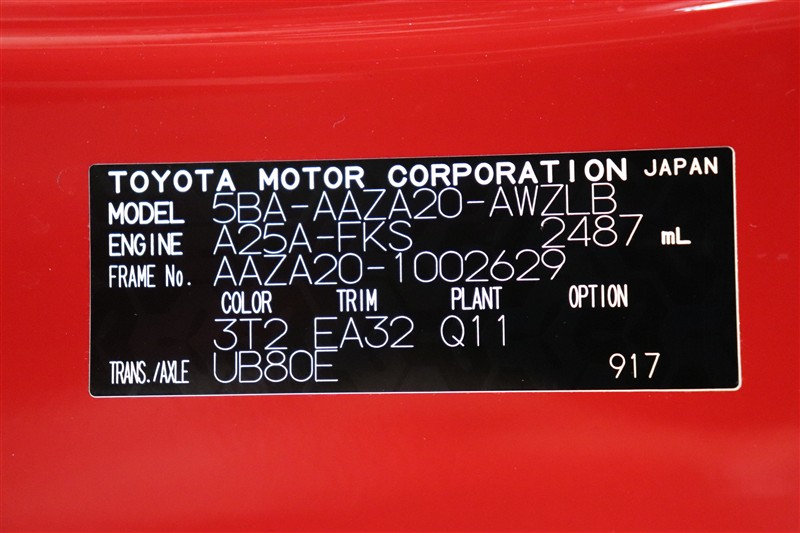 TOYOTA MOTOR CORPORATION JAPAN
MODEL 5BA-AAZA20-AWZLB
ENGINE A25A-FKS 2487 mL
FRAME No. AAZA20-1002629
COLOR TRIM PLANT OPTION
3T2 EA32 Q11
TRANS./AXLE UB80E 917